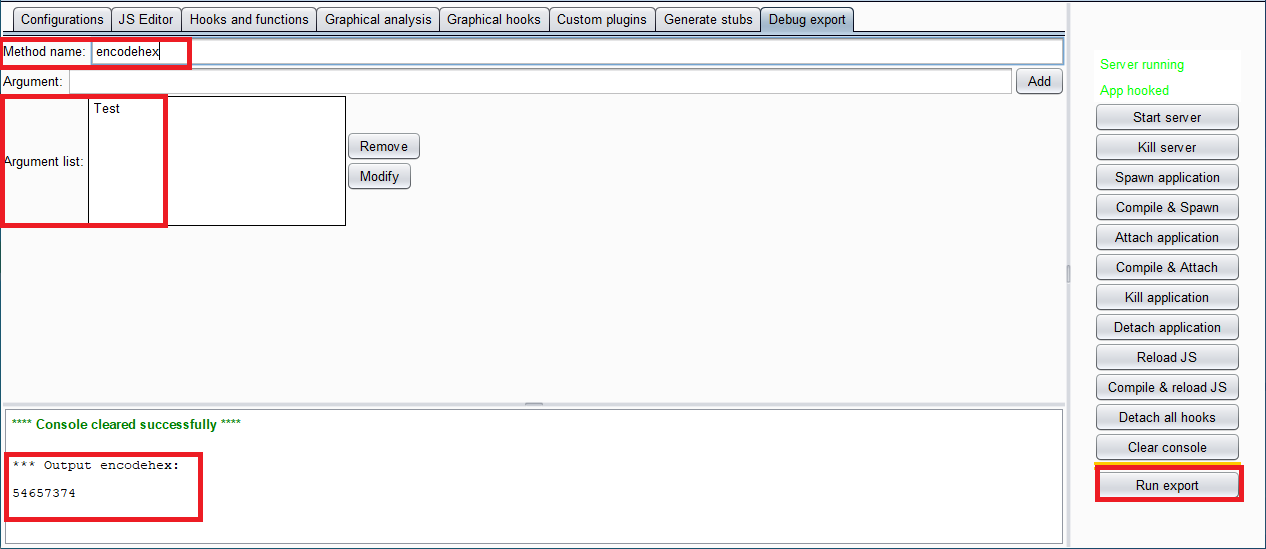 Configurations JS Editor Hooks and functions Graphical analysis Graphical hooks Custom plugins Generate stubs Debug export
Method name: encodehex
Argument: Add
Test
Argument list:
Remove
Modify
**** Console cleared successfully ****
*** Output encodehex:
54657374
Server running
App hooked
Start server
Kill server
Spawn application
Compile & Spawn
Attach application
Compile & Attach
Kill application
Detach application
Reload JS
Compile & reload JS
Detach all hooks
Clear console
Run export